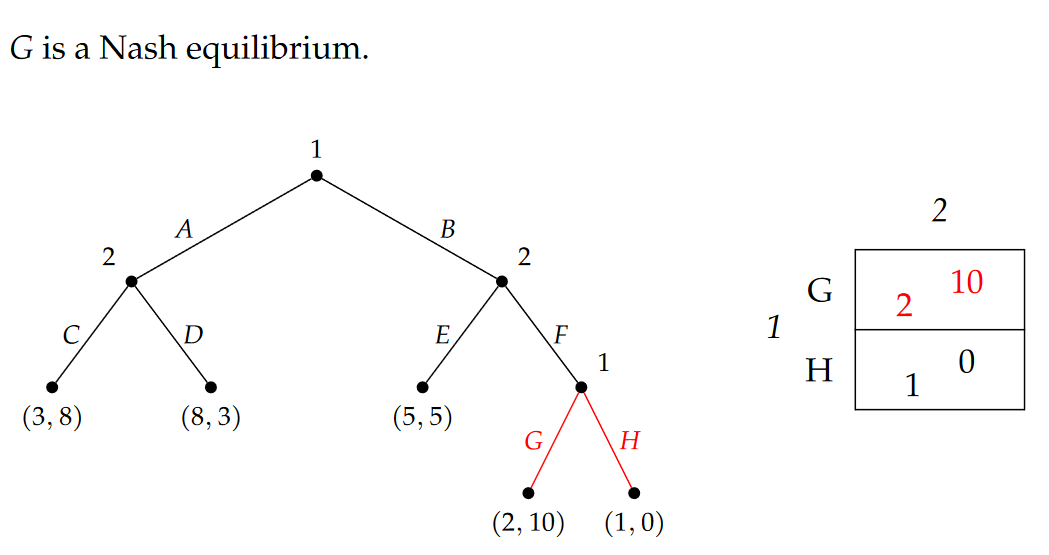 G is a Nash equilibrium.
1
A
B
2
2
C
D
E
F
1
(3, 8)
(8, 3)
(5, 5)
G
H
(2, 10)
(1, 0)
2
G
2
10
1
H
1
0